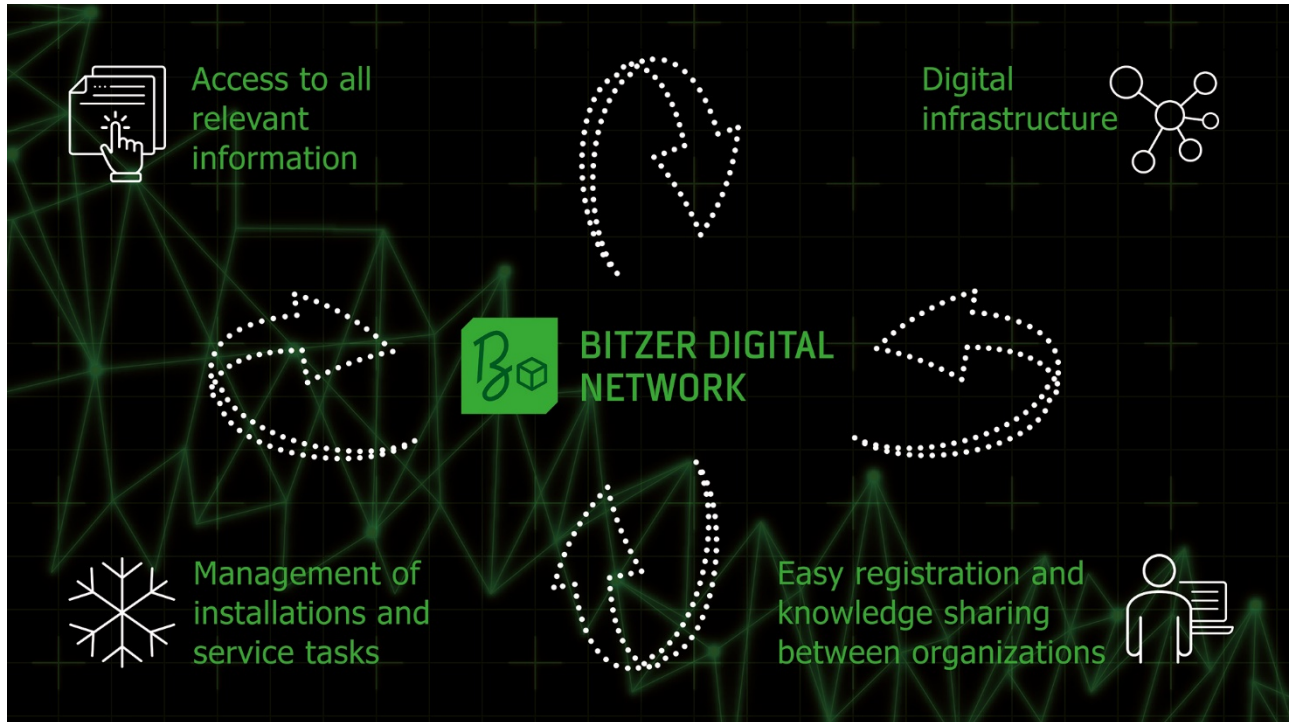 Access to all
relevant
information
Digital
infrastructure
BITZER DIGITAL
NETWORK
Management of
installations and
service tasks
Easy registration and
knowledge sharing
between organizations